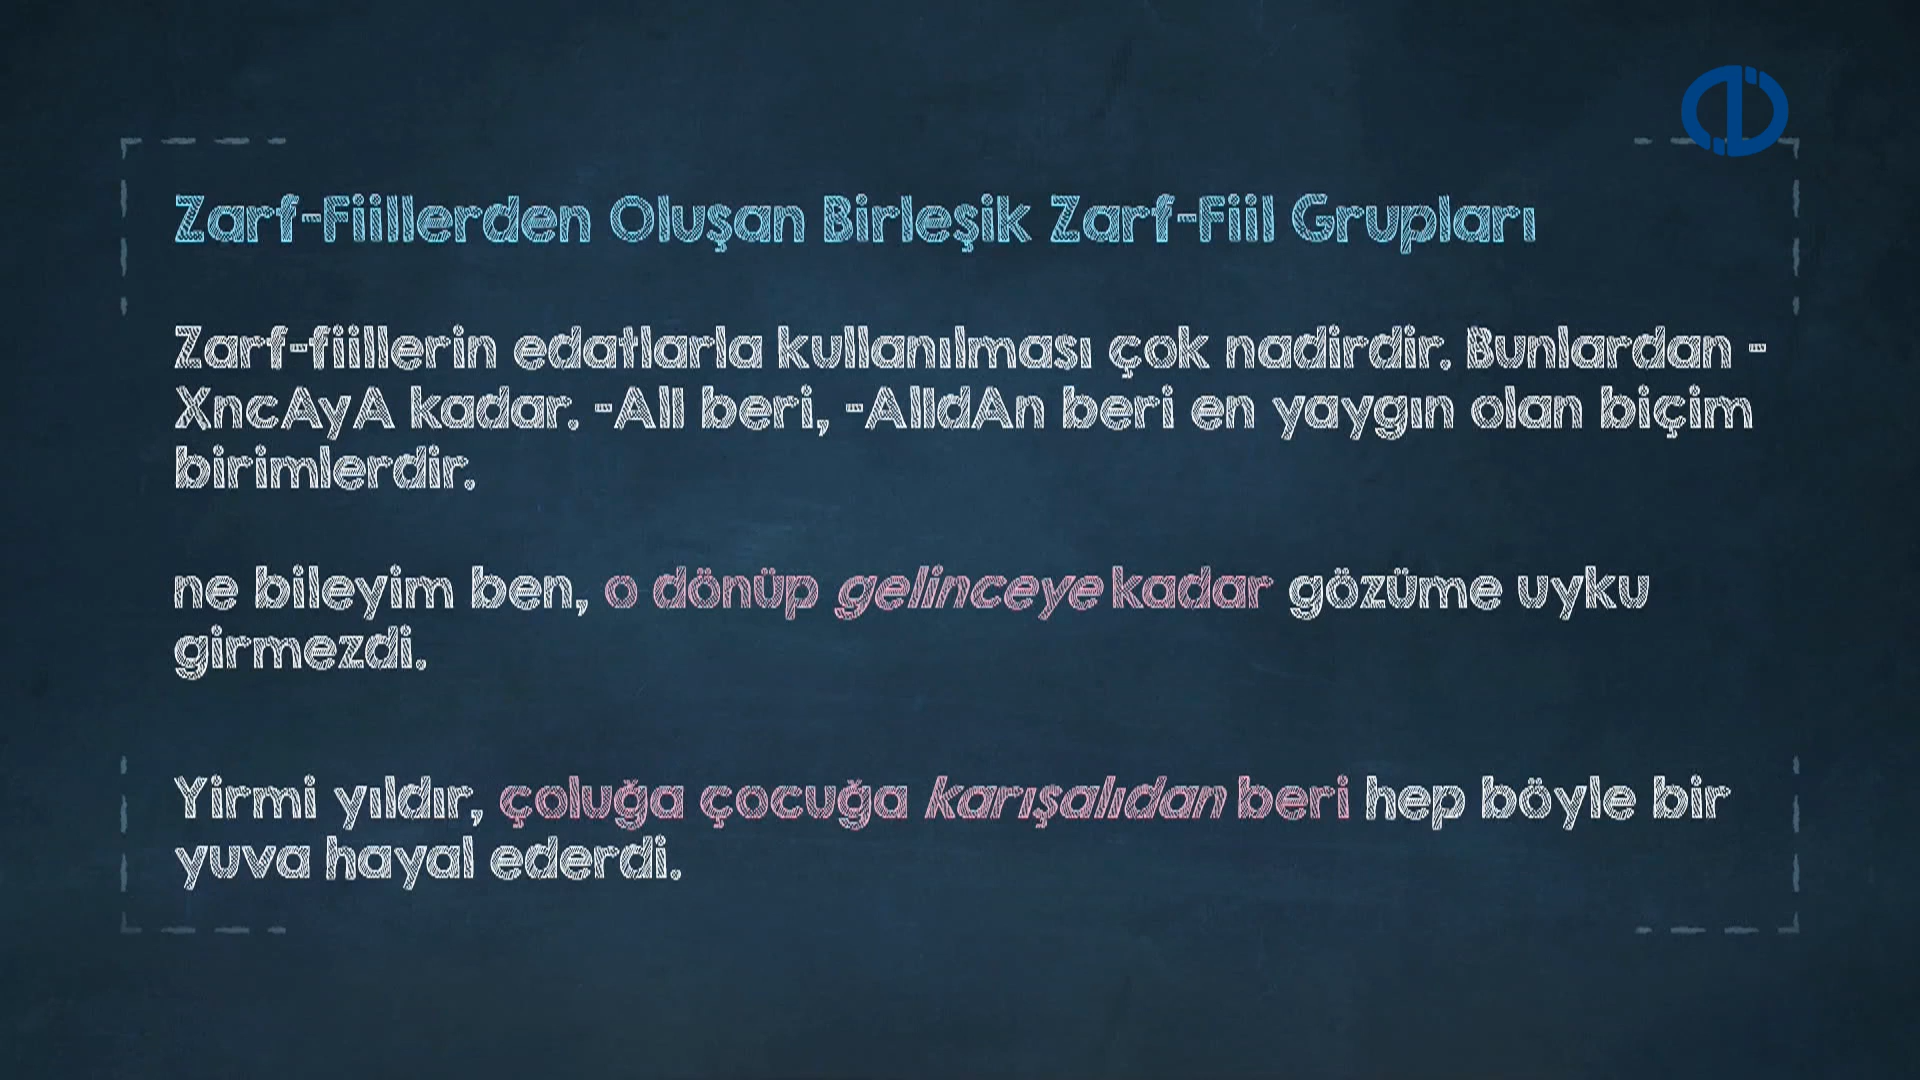 Zarf-Fiillerden Oluşan Birleşik Zarf-Fiil Grupları
Zarf-fiillerin edatlarla kullanılması çok nadirdir. Bunlardan -
XncAyA kadar. -AlI beri, -AlIdAn beri en yaygın olan biçim
birimlerdir.
ne bileyim ben, o dönüp gelinceye kadar gözüme uyku
girmezdi.
Yirmi yıldır, çoluğa çocuğa karışalıdan beri hep böyle bir
yuva hayal ederdi.